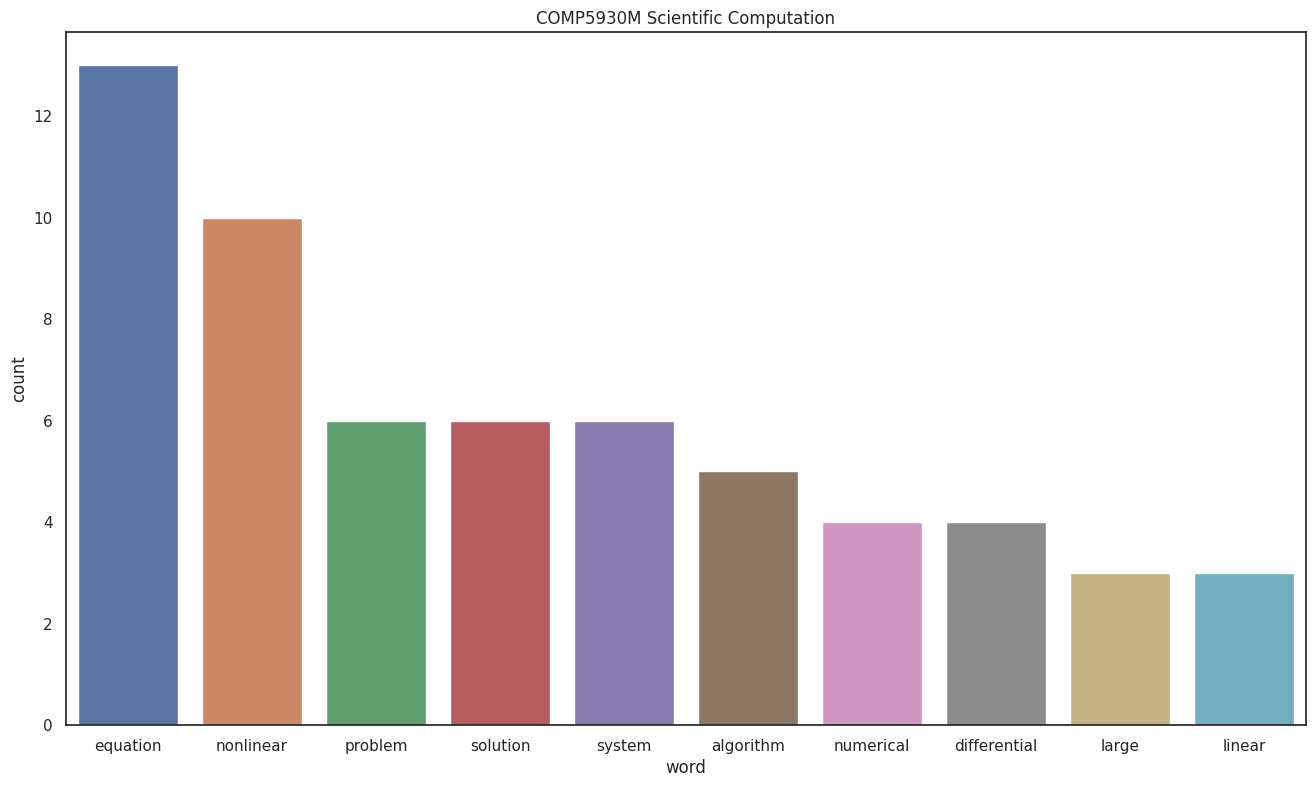 COMP5930M Scientific Computation
count
12
10
8
6
4
2
0
equation nonlinear problem solution system algorithm numerical differential large linear
word